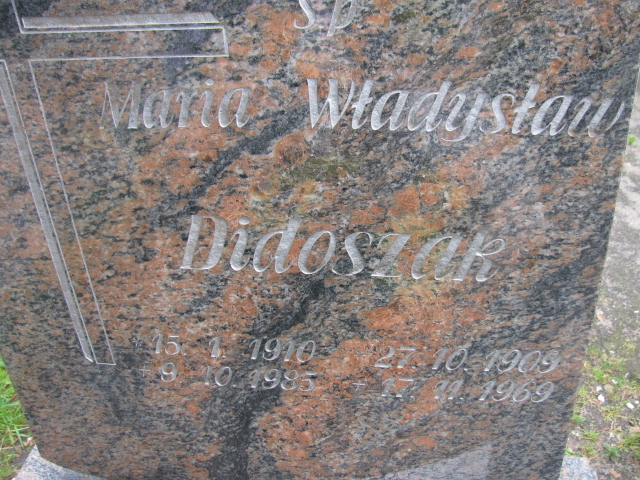 ŚP
Maria Władysław
Didoszak
* 15. 1. 1910 * 27. 10. 1909
+ 9. 10. 1985 + 17. 11. 1969